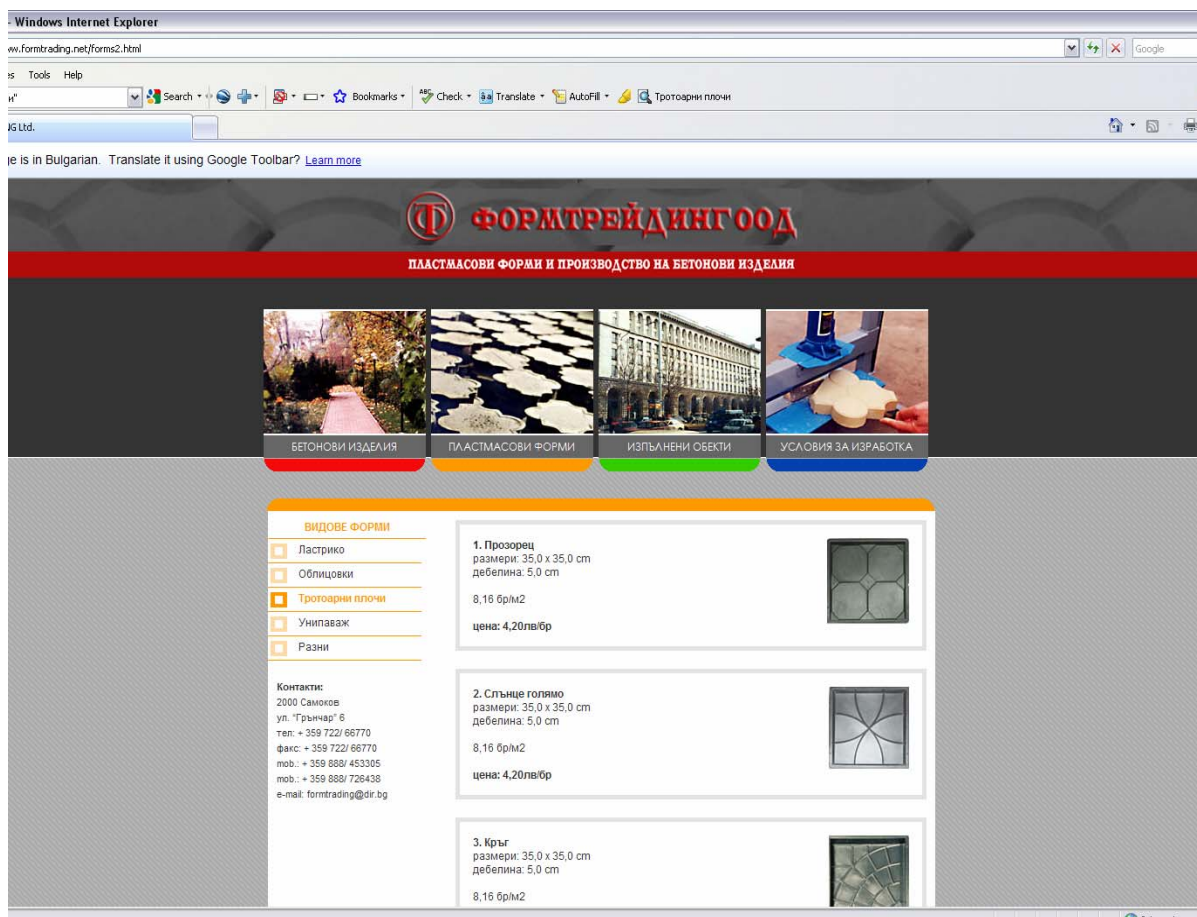 - Windows Internet Explorer
ww.formtrading.net/forms2.html
Google
es Tools Help
и"
Search
Bookmarks
Check
Translate
AutoFill
Тротоарни плочи
NG Ltd.
ge is in Bulgarian. Translate it using Google Toolbar? Learn more
ФОРМТРЕЙДИНГ ООД
ПЛАСТМАСОВИ ФОРМИ И ПРОИЗВОДСТВО НА БЕТОНОВИ ИЗДЕЛИЯ
БЕТОНОВИ ИЗДЕЛИЯ
ПЛАСТМАСОВИ ФОРМИ
ИЗПЪЛНЕНИ ОБЕКТИ
УСЛОВИЯ ЗА ИЗРАБОТКА
ВИДОВЕ ФОРМИ
Ластрико
Облицовки
Тротоарни плочи
Унипаваж
Разни
Контакти:
2000 Самоков
ул. "Грънчар" 6
тел: + 359 722/ 66770
факс: + 359 722/ 66770
mob.: + 359 888/ 453305
mob.: + 359 888/ 726438
e-mail: formtrading@dir.bg
1. Прозорец
размери: 35,0 x 35,0 cm
дебелина: 5,0 cm
8,16 бр/м2
цена: 4,20лв/бр
2. Слънце голямо
размери: 35,0 x 35,0 cm
дебелина: 5,0 cm
8,16 бр/м2
цена: 4,20лв/бр
3. Кръг
размери: 35,0 x 35,0 cm
дебелина: 5,0 cm
8,16 бр/м2